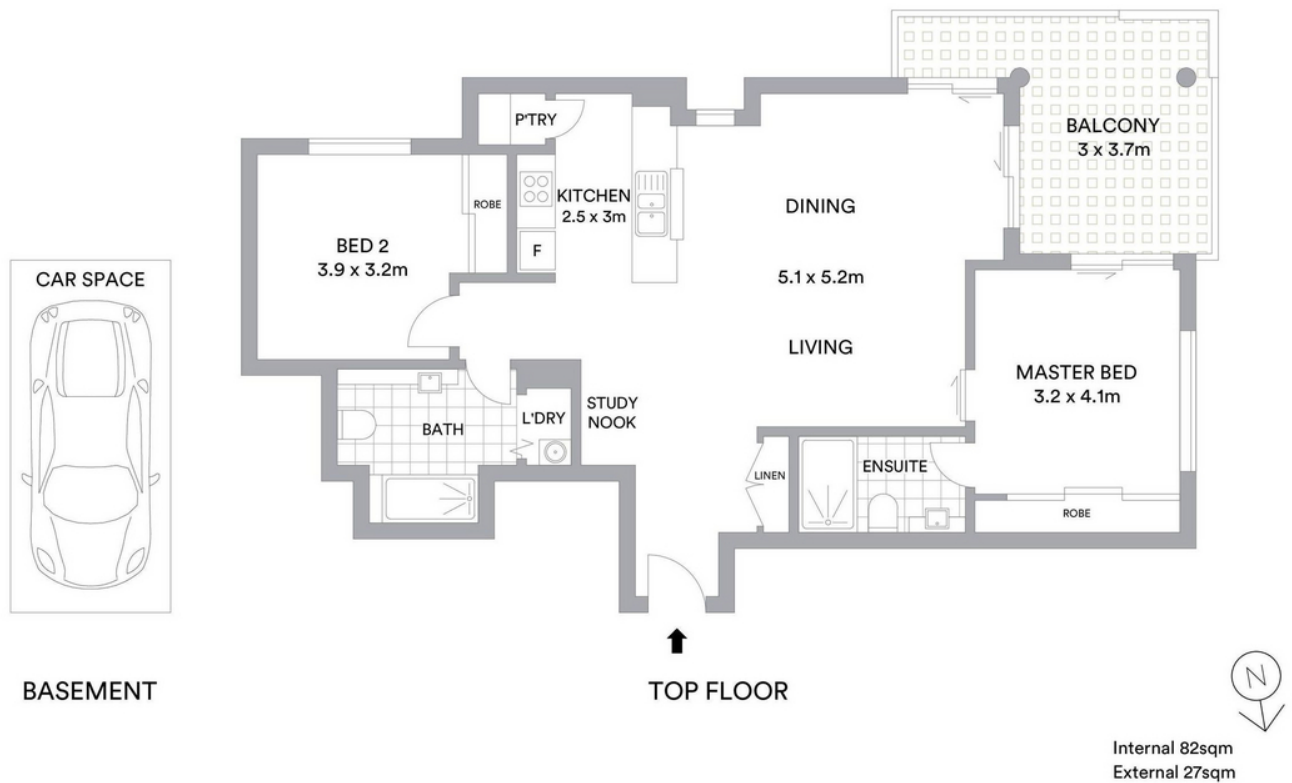 P'TRY
BALCONY
3 x 3.7m
KITCHEN
2.5 x 3m
ROBE
DINING
BED 2
3.9 x 3.2m
F
5.1 x 5.2m
CAR SPACE
LIVING
MASTER BED
3.2 x 4.1m
STUDY
NOOK
L'DRY
BATH
LINEN
ENSUITE
ROBE
BASEMENT
TOP FLOOR
N
Internal 82sqm
External 27sqm